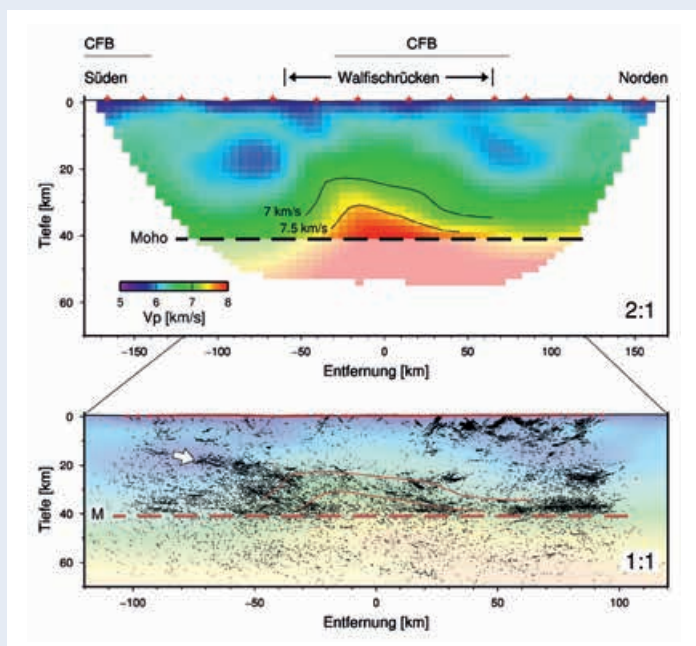 CFB CFB
Süden Walfischrücken Norden
0
20
40
60
Tiefe [km]
7 km/s
7.5 km/s
Moho
5 6 7 8
Vp [km/s]
2:1
−150 −100 −50 0 50 100 150
Entfernung [km]
0
20
40
60
Tiefe [km]
M
1:1
−100 −50 0 50 100
Entfernung [km]